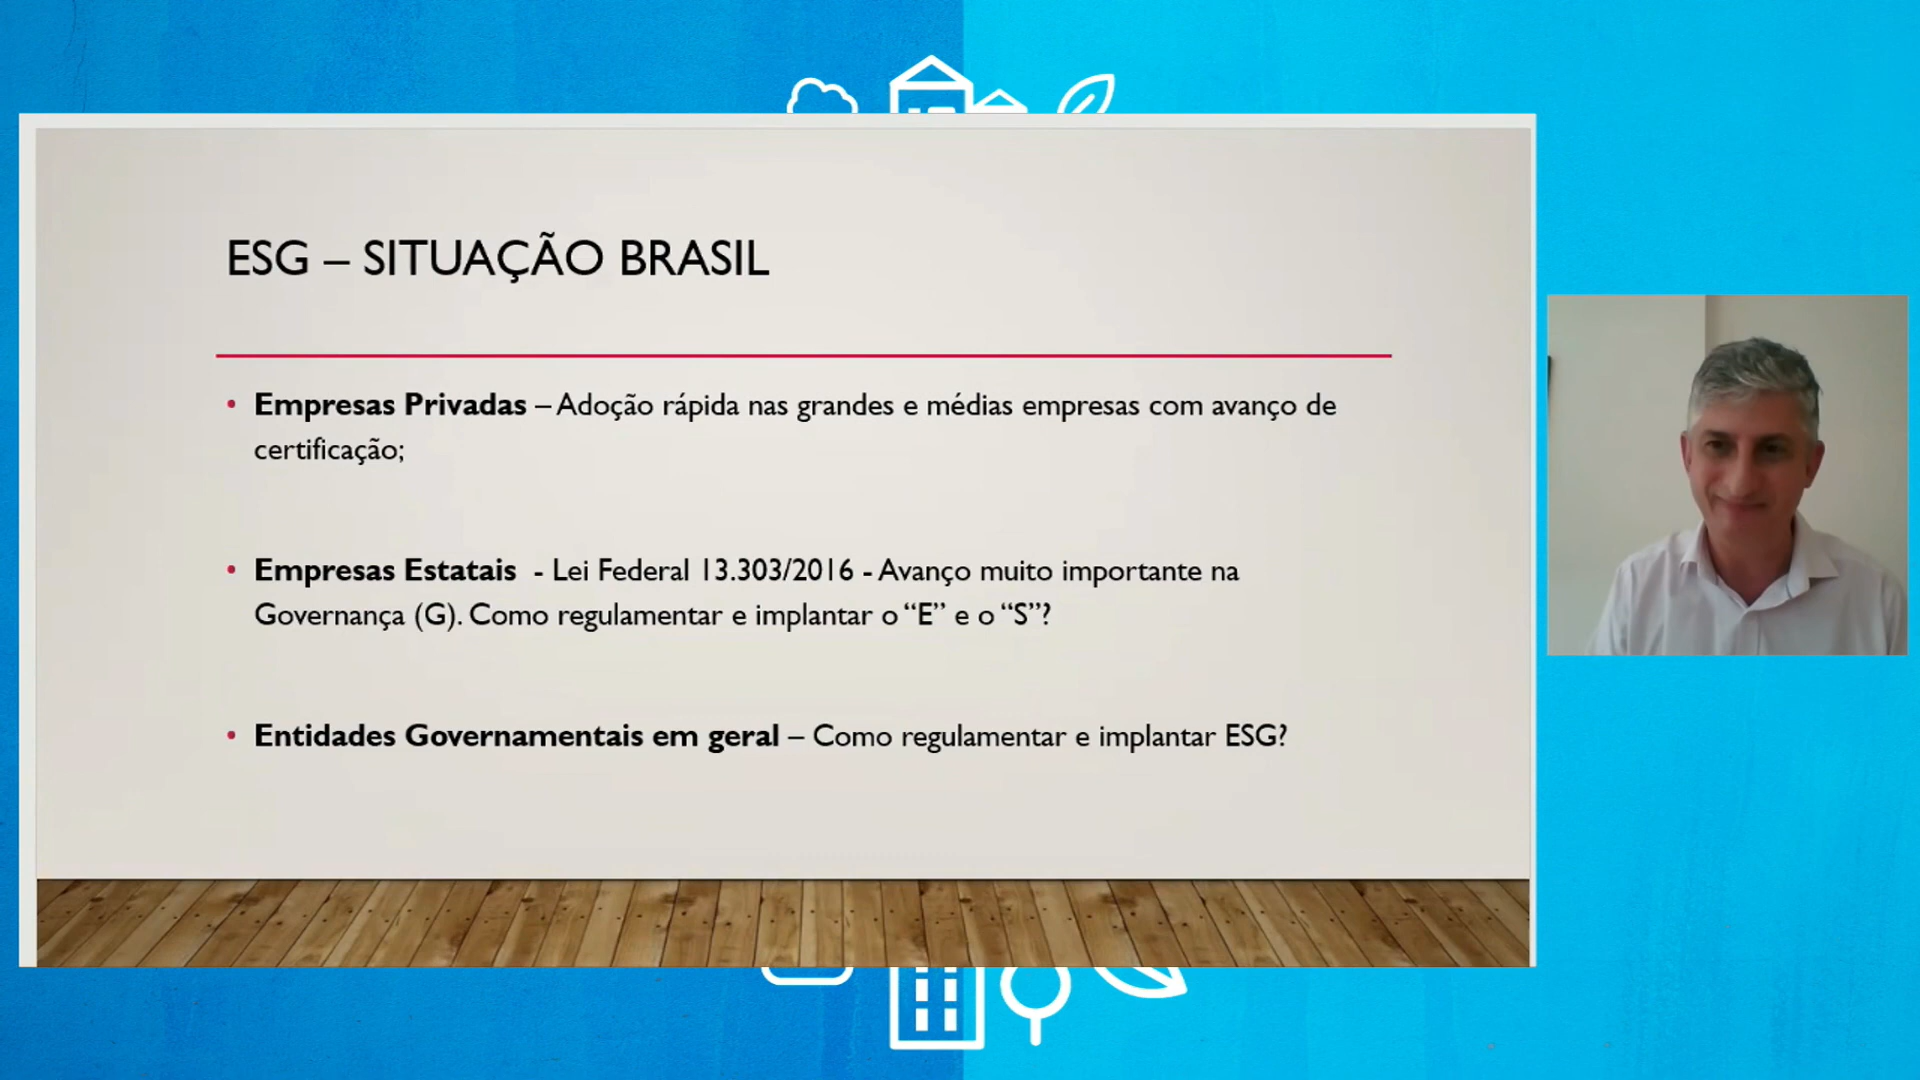 ESG – SITUAÇÃO BRASIL
• Empresas Privadas – Adoção rápida nas grandes e médias empresas com avanço de
certificação;
• Empresas Estatais - Lei Federal 13.303/2016 - Avanço muito importante na
Governança (G). Como regulamentar e implantar o “E” e o “S”?
• Entidades Governamentais em geral – Como regulamentar e implantar ESG?